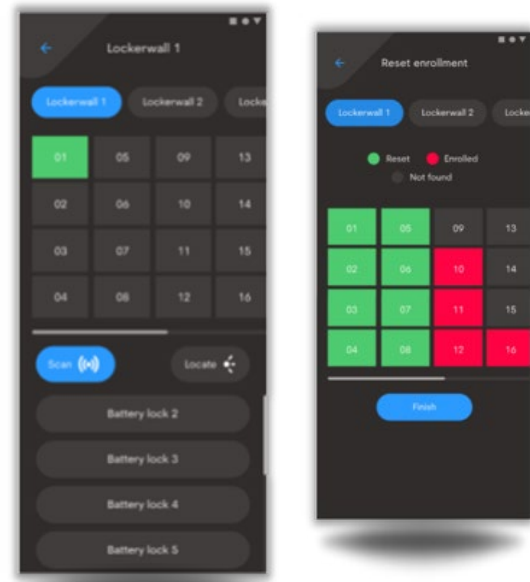 Lockerwall 1
Lockerwall 1 Lockerwall 2 Locke
01 05 09 13
02 06 10 14
03 07 11 15
04 08 12 16
Scan Locate
Battery lock 2
Battery lock 3
Battery lock 4
Battery lock 5
Reset enrollment
Lockerwall 1 Lockerwall 2 Locker
Reset Enrolled
Not found
01 05 09 13
02 06 10 14
03 07 11 15
04 08 12 16
Finish